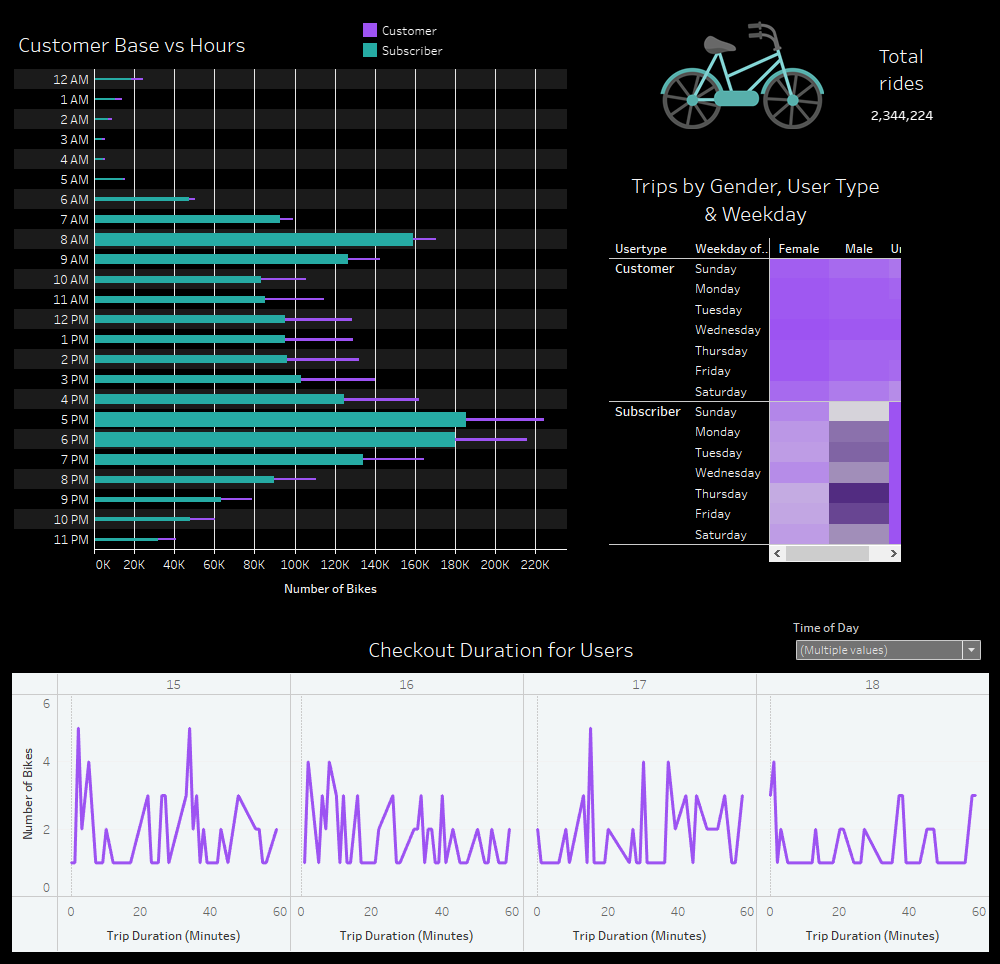 Customer Base vs Hours
Customer
Subscriber
12 AM
1 AM
2 AM
3 AM
4 AM
5 AM
6 AM
7 AM
8 AM
9 AM
10 AM
11 AM
12 PM
1 PM
2 PM
3 PM
4 PM
5 PM
6 PM
7 PM
8 PM
9 PM
10 PM
11 PM
0K 20K 40K 60K 80K 100K 120K 140K 160K 180K 200K 220K
Number of Bikes
Total
rides
2,344,224
Trips by Gender, User Type
& Weekday
Usertype Weekday of.. Female Male
Customer Sunday
Monday
Tuesday
Wednesday
Thursday
Friday
Saturday
Subscriber Sunday
Monday
Tuesday
Wednesday
Thursday
Friday
Saturday
Time of Day
(Multiple values)
Checkout Duration for Users
15 16 17 18
Number of Bikes
6
4
2
0
0 20 40 60 0 20 40 60 0 20 40 60 0 20 40 60
Trip Duration (Minutes) Trip Duration (Minutes) Trip Duration (Minutes) Trip Duration (Minutes)